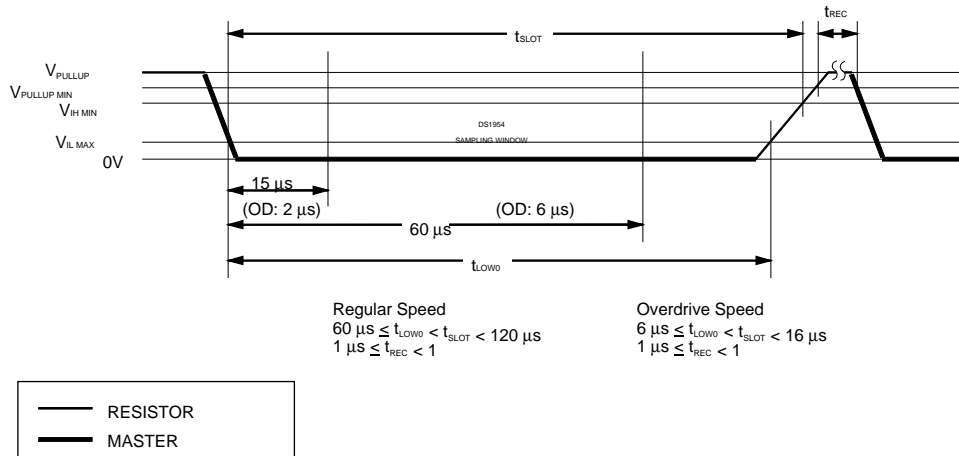 tREC
tSLOT
VPULLUP
VPULLUP MIN
VIH MIN
DS1954
VIL MAX
SAMPLING WINDOW
0V
15 µs
(OD: 2 µs)
(OD: 6 µs)
60 µs
tLOW0
Regular Speed
60 µs ≤ tLOW0 < tSLOT < 120 µs
1 µs ≤ tREC < 1
Overdrive Speed
6 µs ≤ tLOW0 < tSLOT < 16 µs
1 µs ≤ tREC < 1
RESISTOR
MASTER